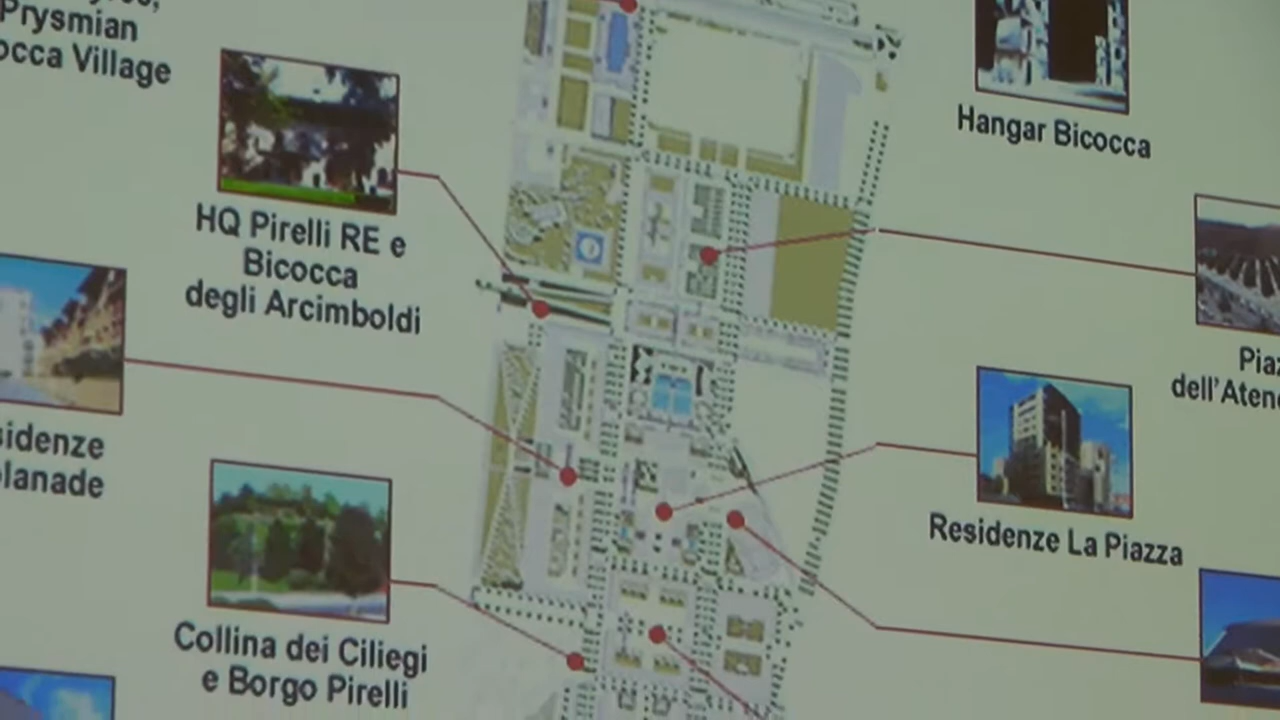 Prysmian
occa Village
HQ Pirelli RE e
Bicocca
degli Arcimboldi
Hangar Bicocca
Piaz
dell'Atene
sidenze
planade
Residenze La Piazza
Collina dei Ciliegi
e Borgo Pirelli